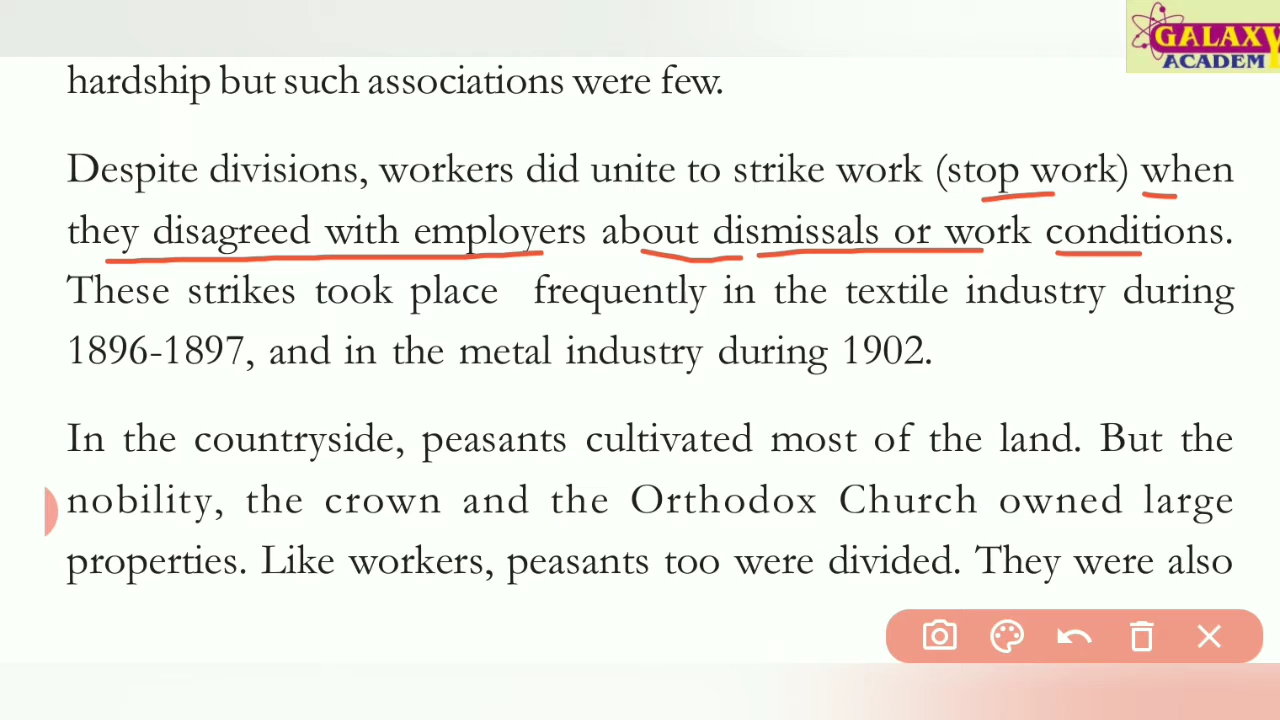 GALAXY
ACADEMY
hardship but such associations were few.
Despite divisions, workers did unite to strike work (stop work) when
they disagreed with employers about dismissals or work conditions.
These strikes took place frequently in the textile industry during
1896-1897, and in the metal industry during 1902.
In the countryside, peasants cultivated most of the land. But the
nobility, the crown and the Orthodox Church owned large
properties. Like workers, peasants too were divided. They were also